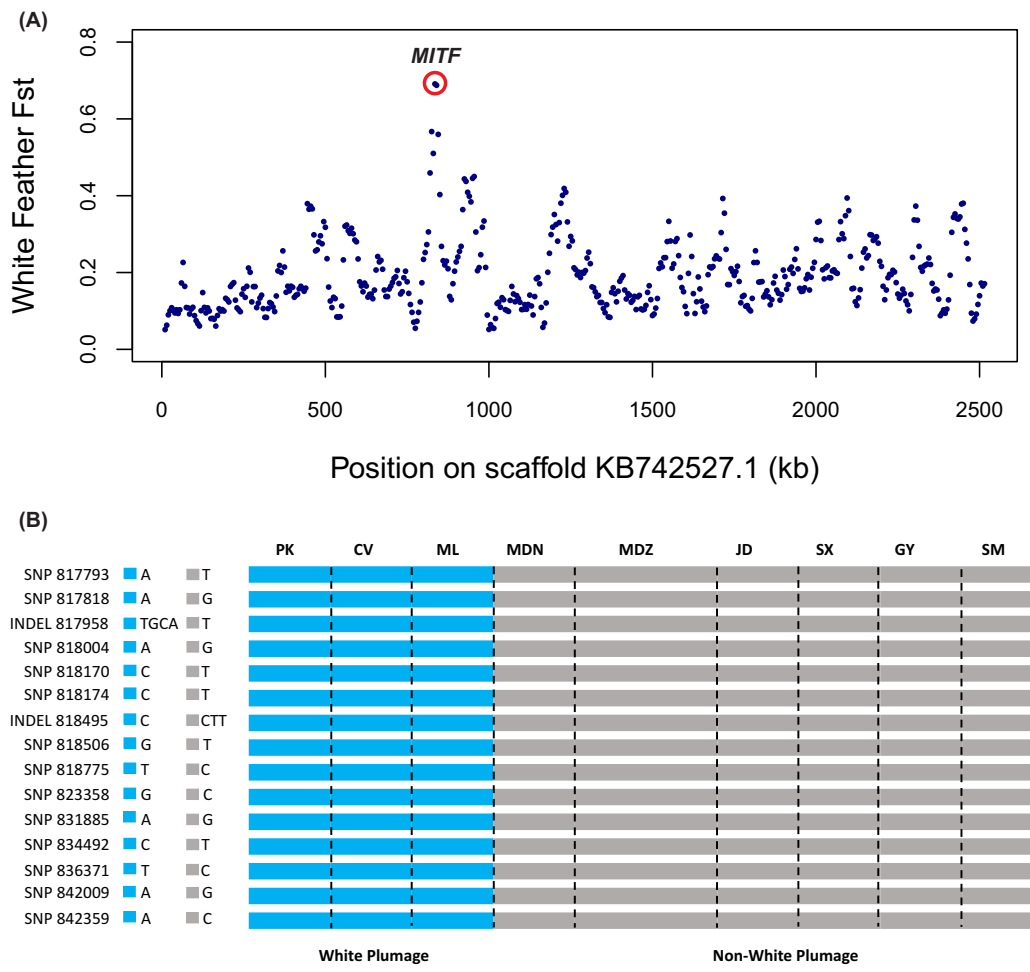 (A)
MITF
White Feather Fst
0.8
0.6
0.4
0.2
0.0
0 500 1000 1500 2000 2500
Position on scaffold KB742527.1 (kb)
(B)
PK CV ML MDN MDZ JD SX GY SM
SNP 817793 A T
SNP 817818 A G
INDEL 817958 TGCA T
SNP 818004 A G
SNP 818170 C T
SNP 818174 C T
INDEL 818495 C CTT
SNP 818506 G T
SNP 818775 T C
SNP 823358 G C
SNP 831885 A G
SNP 834492 C T
SNP 836371 T C
SNP 842009 A G
SNP 842359 A C
White Plumage Non-White Plumage